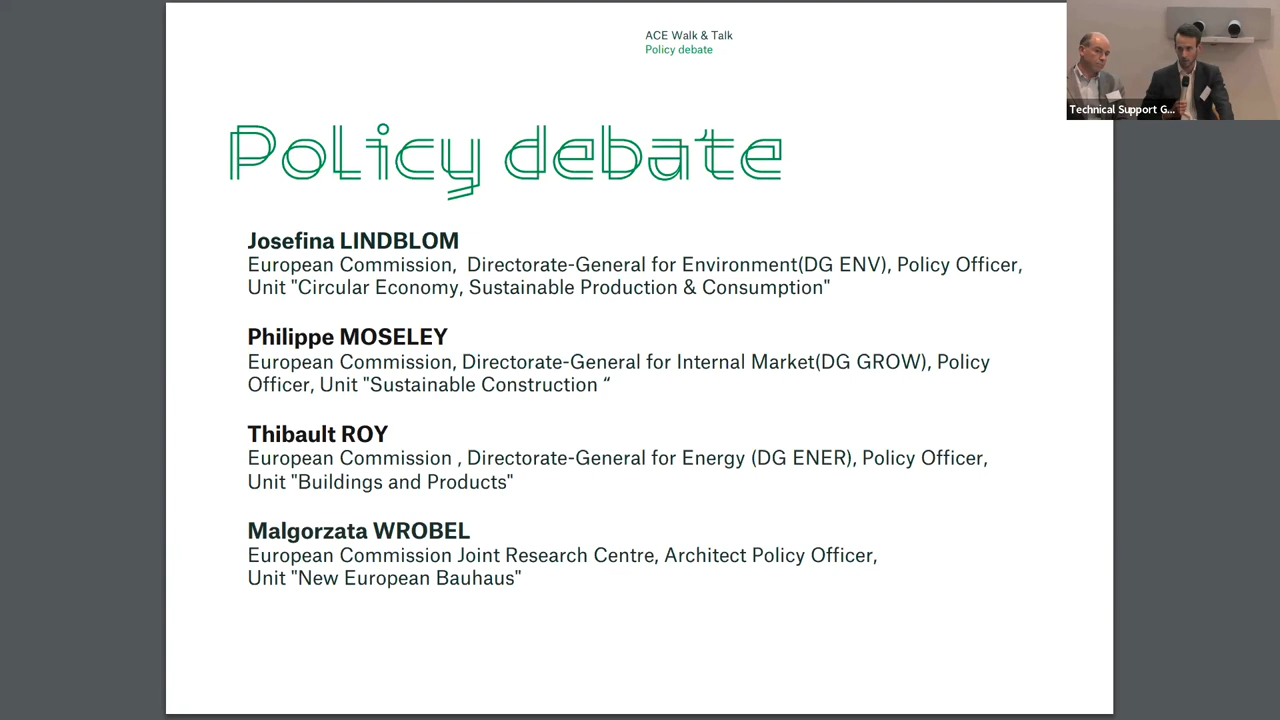 ACE Walk & Talk
Policy debate
Technical Support G...
Policy debate
Josefina LINDBLOM
European Commission, Directorate-General for Environment(DG ENV), Policy Officer,
Unit "Circular Economy, Sustainable Production & Consumption"
Philippe MOSELEY
European Commission, Directorate-General for Internal Market(DG GROW), Policy
Officer, Unit "Sustainable Construction “
Thibault ROY
European Commission , Directorate-General for Energy (DG ENER), Policy Officer,
Unit "Buildings and Products"
Malgorzata WROBEL
European Commission Joint Research Centre, Architect Policy Officer,
Unit "New European Bauhaus"